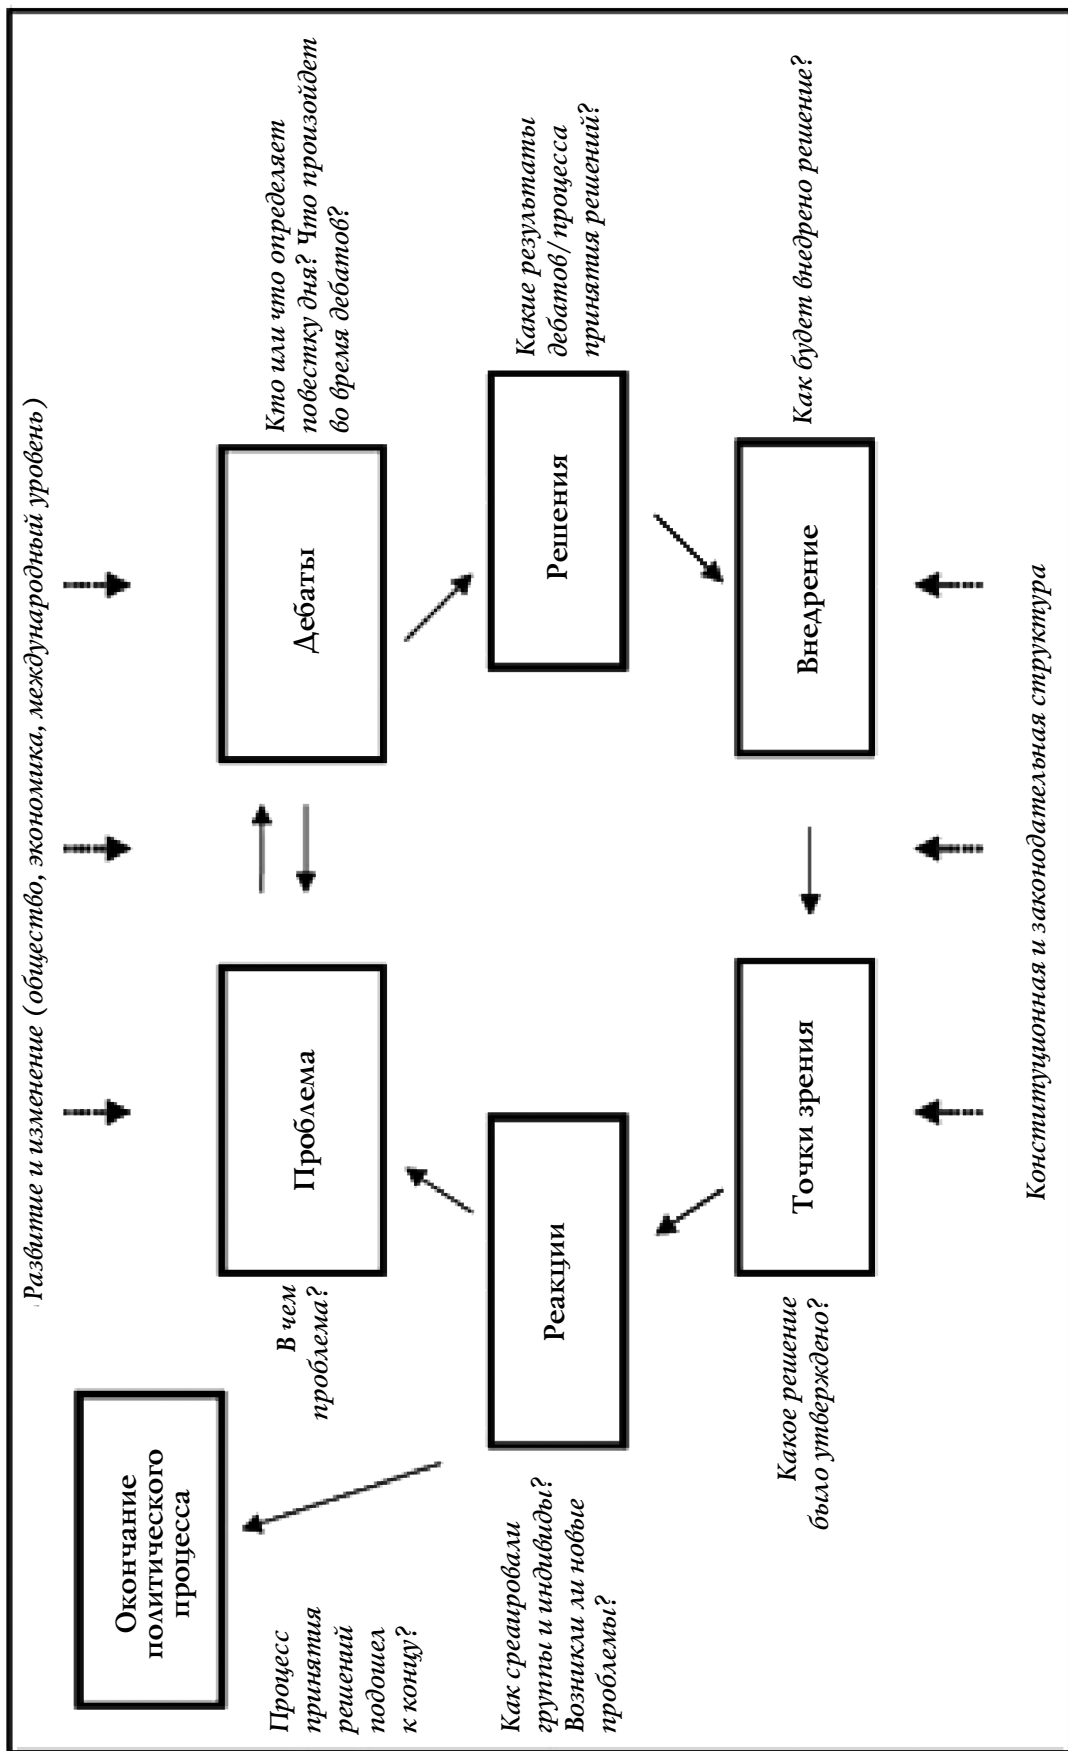 Развитие и изменение (общество, экономика, международный уровень)
Окончание
политического
процесса
Процесс
принятия
решений
подошел
к концу?
В чем
проблема?
Проблема
Дебаты
Кто или что определяет
повестку дня? Что произойдет
во время дебатов?
Как среаировали
группы и индивиды?
Возникли ли новые
проблемы?
Реакции
Решения
Какие результаты
дебатов/процесса
принятия решений?
Какое решение
было утверждено?
Точки зрения
Внедрение
Как будет внедрено решение?
Конституционная и законодательная структура